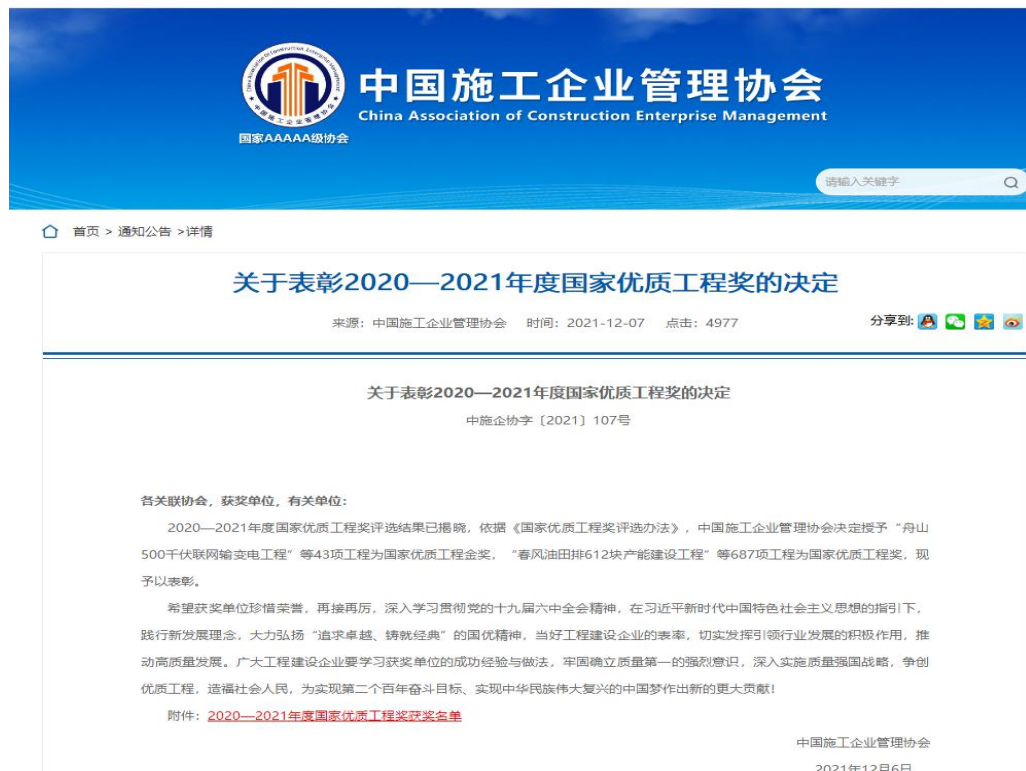 中国施工企业管理协会
China Association of Construction Enterprise Management
国家AAAAA级协会
请输入关键字
首页 > 通知公告 >详情
关于表彰2020—2021年度国家优质工程奖的决定
来源：中国施工企业管理协会 时间：2021-12-07 点击：4977
分享到:
关于表彰2020—2021年度国家优质工程奖的决定
中施企协字〔2021〕107号
各关联协会，获奖单位，有关单位：
2020—2021年度国家优质工程奖评选结果已揭晓，依据《国家优质工程奖评选办法》，中国施工企业管理协会决定授予“舟山
500千伏联网输变电工程”等43项工程为国家优质工程金奖，“春风油田排612块产能建设工程”等687项工程为国家优质工程奖，现
予以表彰。
希望获奖单位珍惜荣誉，再接再厉，深入学习贯彻党的十九届六中全会精神，在习近平新时代中国特色社会主义思想的指引下，
践行新发展理念，大力弘扬“追求卓越、铸就经典”的国优精神，当好工程建设企业的表率，切实发挥引领行业发展的积极作用，推
动高质量发展。广大工程建设企业要学习获奖单位的成功经验与做法，牢固确立质量第一的强烈意识，深入实施质量强国战略，争创
优质工程，造福社会人民，为实现第二个百年奋斗目标、实现中华民族伟大复兴的中国梦作出新的更大贡献！
附件：2020—2021年度国家优质工程奖获奖名单
中国施工企业管理协会
2021年12月6日